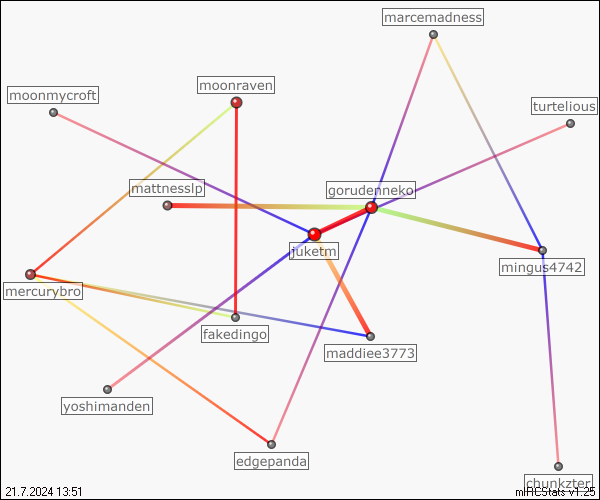 marcemadness
moonraven
moonmycroft
turtelious
mattnesslp
gorudenneko
juketm
mingus4742
mercurybro
fakedingo
maddiee3773
yoshimanden
edgepanda
chunkzter
21.7.2024 13:51
mIRCStats v1.25